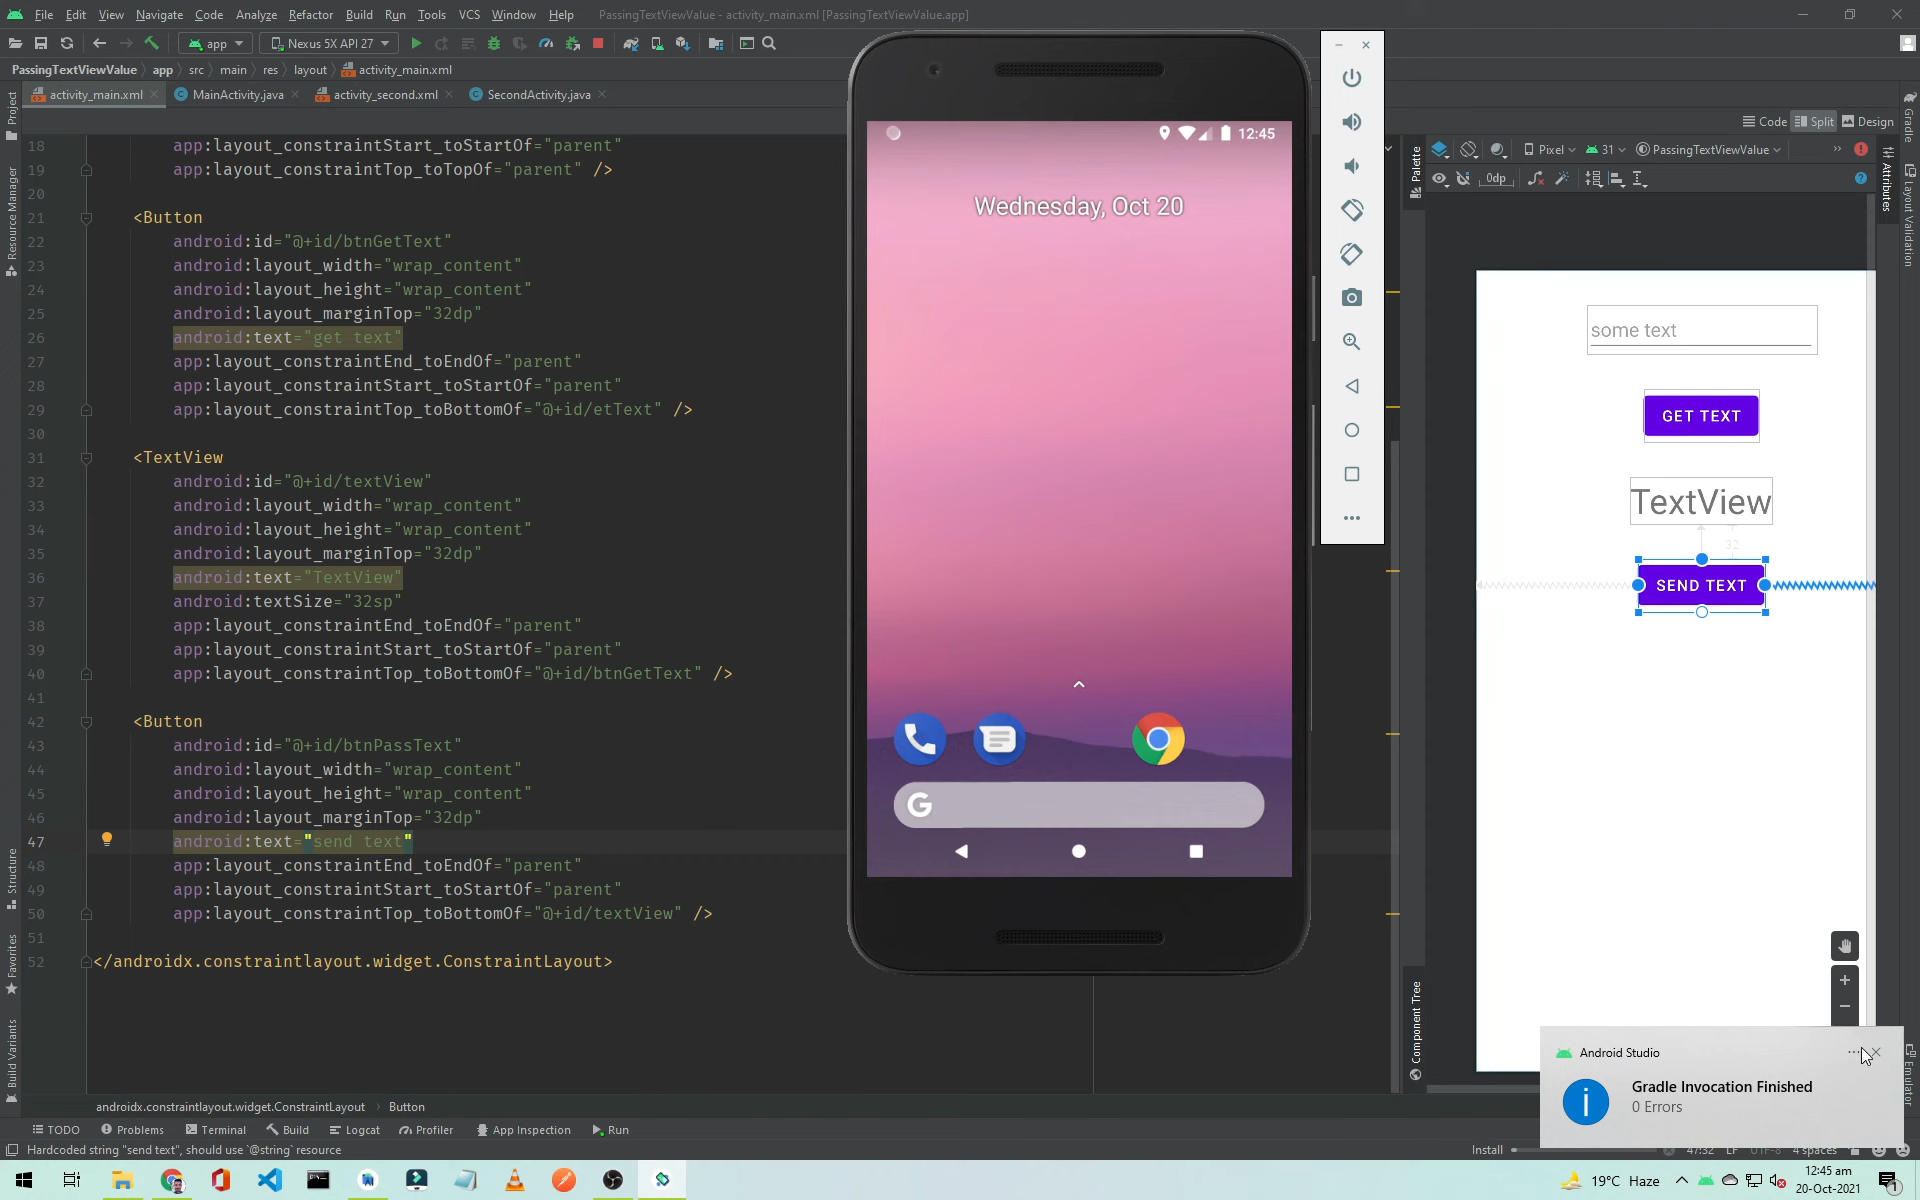 File Edit View Navigate Code Analyze Refactor Build Run Tools VCS Window Help PassingTextViewValue - activity_main.xml [PassingTextViewValue.app]
app Nexus 5X API 27
PassingTextViewValue app src main res layout activity_main.xml
activity_main.xml MainActivity.java activity_second.xml SecondActivity.java
Code Split Design
Pixel 31 PassingTextViewValue
0dp
Project
Resource Manager
Structure
Favorites
Build Variants
18 app:layout_constraintStart_toStartOf="parent"
19 app:layout_constraintTop_toTopOf="parent" />
20
21 <Button
22 android:id="@+id/btnGetText"
23 android:layout_width="wrap_content"
24 android:layout_height="wrap_content"
25 android:layout_marginTop="32dp"
26 android:text="get text"
27 app:layout_constraintEnd_toEndOf="parent"
28 app:layout_constraintStart_toStartOf="parent"
29 app:layout_constraintTop_toBottomOf="@+id/etText" />
30
31 <TextView
32 android:id="@+id/textView"
33 android:layout_width="wrap_content"
34 android:layout_height="wrap_content"
35 android:layout_marginTop="32dp"
36 android:text="TextView"
37 android:textSize="32sp"
38 app:layout_constraintEnd_toEndOf="parent"
39 app:layout_constraintStart_toStartOf="parent"
40 app:layout_constraintTop_toBottomOf="@+id/btnGetText" />
41
42 <Button
43 android:id="@+id/btnPassText"
44 android:layout_width="wrap_content"
45 android:layout_height="wrap_content"
46 android:layout_marginTop="32dp"
47 android:text="send text"
48 app:layout_constraintEnd_toEndOf="parent"
49 app:layout_constraintStart_toStartOf="parent"
50 app:layout_constraintTop_toBottomOf="@+id/textView" />
51
52 </androidx.constraintlayout.widget.ConstraintLayout>
12:45
Wednesday, Oct 20
G
Palette
Component Tree
some text
GET TEXT
TextView
32
SEND TEXT
Attributes
Gradle
Layout Validation
Emulator
Android Studio
Gradle Invocation Finished
0 Errors
androidx.constraintlayout.widget.ConstraintLayout Button
TODO Problems Terminal Build Logcat Profiler App Inspection Run
Hardcoded string "send text", should use `@string` resource Install 47:32 LF UTF-8 4 spaces
19°C Haze 12:45 am
20-Oct-2021 1